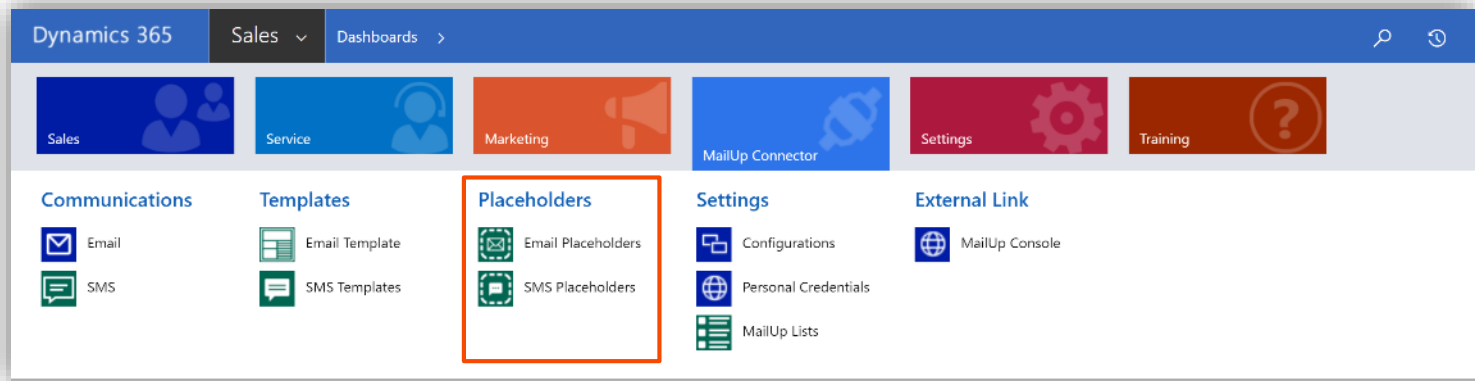 Dynamics 365 Sales Dashboards >
Sales Service Marketing MailUp Connector Settings Training
Communications Templates Placeholders Settings External Link
Email Email Template Email Placeholders Configurations MailUp Console
SMS SMS Templates SMS Placeholders Personal Credentials
MailUp Lists